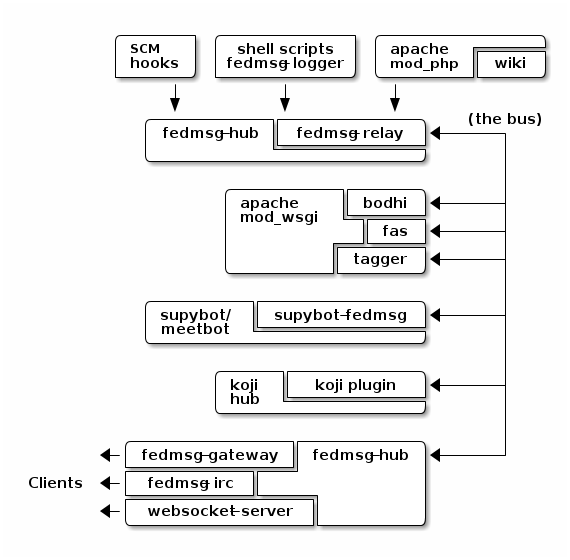 SCM
hooks
shell scripts
fedmsg-logger
apache
mod_php
wiki
(the bus)
fedmsg-hub
fedmsg-relay
apache
mod_wsgi
bodhi
fas
tagger
supybot/
meetbot
supybot-fedmsg
koji
hub
koji plugin
fedmsg-gateway
fedmsg-hub
Clients
fedmsg-irc
websocket-server